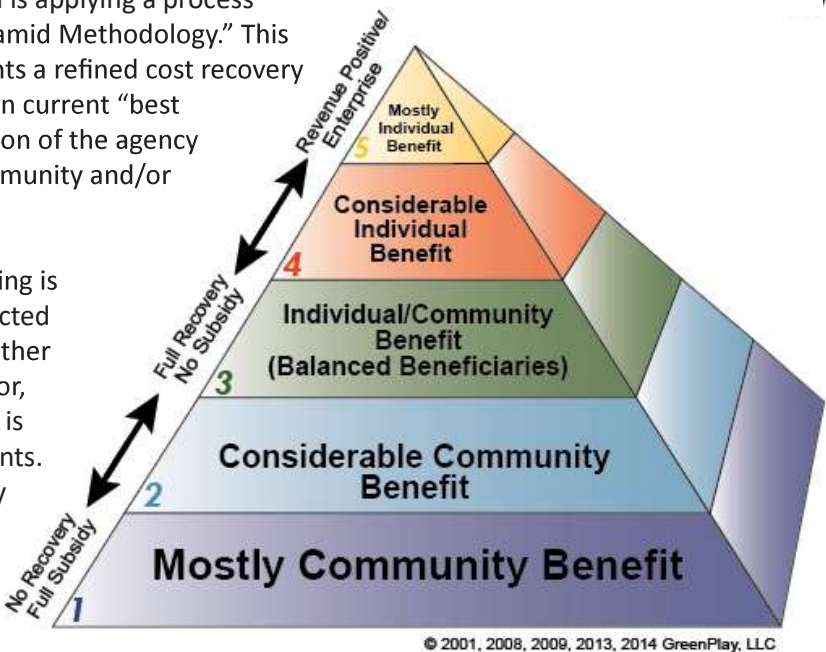 is applying a process
amid Methodology.” This
nts a refined cost recovery
n current “best
on of the agency
mmunity and/or
ing is
cted
ther
or,
is
nts.
Revenue Positive/
Enterprise
Full Recovery
No Subsidy
No Recovery
Full Subsidy
5
Mostly
Individual
Benefit
4
Considerable
Individual
Benefit
3
Individual/Community
Benefit
(Balanced Beneficiaries)
2
Considerable Community
Benefit
1
Mostly Community Benefit
© 2001, 2008, 2009, 2013, 2014 GreenPlay, LLC